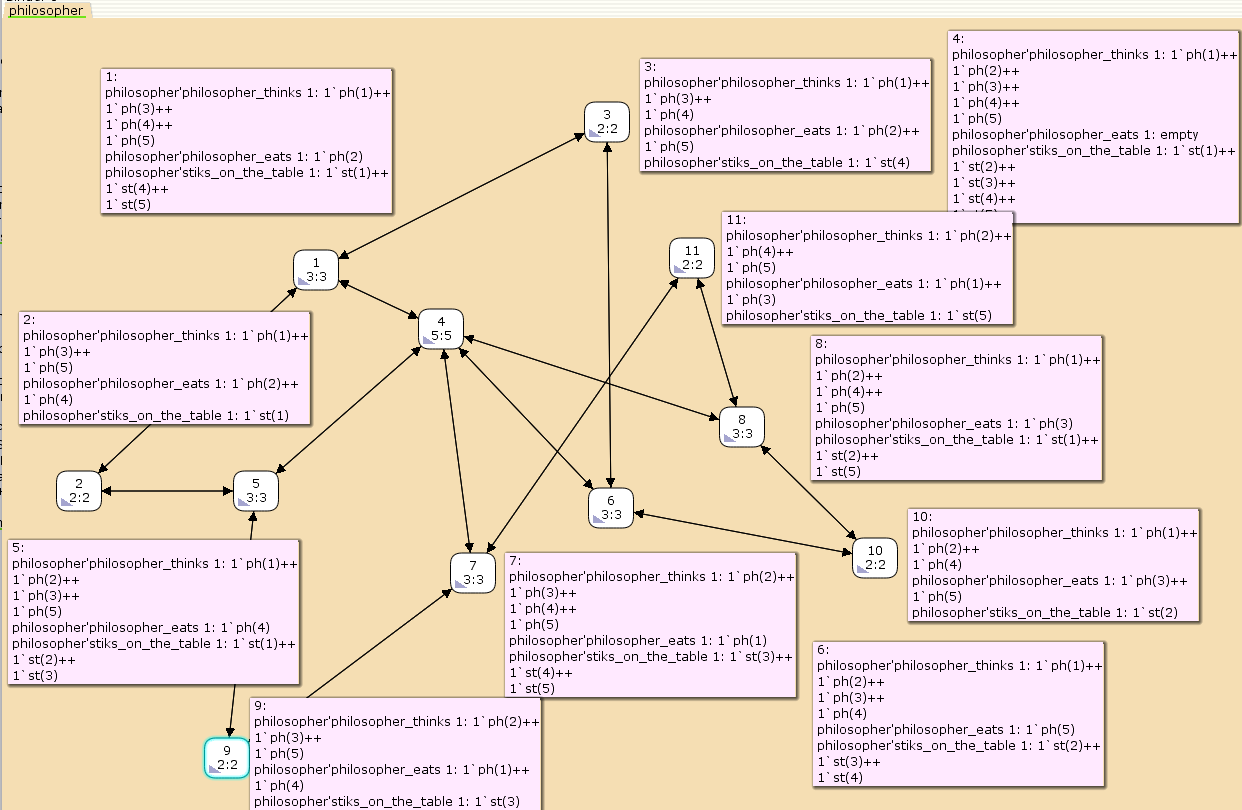 philosopher
1:
philosopher'philosopher_thinks 1: 1`ph(1)++
1`ph(3)++
1`ph(4)++
1`ph(5)
philosopher'philosopher_eats 1: 1`ph(2)
philosopher'stiks_on_the_table 1: 1`st(1)++
1`st(4)++
1`st(5)
3:
philosopher'philosopher_thinks 1: 1`ph(1)++
1`ph(3)++
1`ph(4)
philosopher'philosopher_eats 1: 1`ph(2)++
1`ph(5)
philosopher'stiks_on_the_table 1: 1`st(4)
4:
philosopher'philosopher_thinks 1: 1`ph(1)++
1`ph(2)++
1`ph(3)++
1`ph(4)++
1`ph(5)
philosopher'philosopher_eats 1: empty
philosopher'stiks_on_the_table 1: 1`st(1)++
1`st(2)++
1`st(3)++
1`st(4)++
3
2:2
11:
philosopher'philosopher_thinks 1: 1`ph(2)++
1`ph(4)++
1`ph(5)
philosopher'philosopher_eats 1: 1`ph(1)++
1`ph(3)
philosopher'stiks_on_the_table 1: 1`st(5)
11
2:2
1
3:3
4
5:5
2:
philosopher'philosopher_thinks 1: 1`ph(1)++
1`ph(3)++
1`ph(5)
philosopher'philosopher_eats 1: 1`ph(2)++
1`ph(4)
philosopher'stiks_on_the_table 1: 1`st(1)
8:
philosopher'philosopher_thinks 1: 1`ph(1)++
1`ph(2)++
1`ph(4)++
1`ph(5)
philosopher'philosopher_eats 1: 1`ph(3)
philosopher'stiks_on_the_table 1: 1`st(1)++
1`st(2)++
1`st(5)
8
3:3
2
2:2
5
3:3
6
3:3
10
2:2
7
3:3
10:
philosopher'philosopher_thinks 1: 1`ph(1)++
1`ph(2)++
1`ph(4)
philosopher'philosopher_eats 1: 1`ph(3)++
1`ph(5)
philosopher'stiks_on_the_table 1: 1`st(2)
5:
philosopher'philosopher_thinks 1: 1`ph(1)++
1`ph(2)++
1`ph(3)++
1`ph(5)
philosopher'philosopher_eats 1: 1`ph(4)
philosopher'stiks_on_the_table 1: 1`st(1)++
1`st(2)++
1`st(3)
7:
philosopher'philosopher_thinks 1: 1`ph(2)++
1`ph(3)++
1`ph(4)++
1`ph(5)
philosopher'philosopher_eats 1: 1`ph(1)
philosopher'stiks_on_the_table 1: 1`st(3)++
1`st(4)++
1`st(5)
6:
philosopher'philosopher_thinks 1: 1`ph(1)++
1`ph(2)++
1`ph(3)++
1`ph(4)
philosopher'philosopher_eats 1: 1`ph(5)
philosopher'stiks_on_the_table 1: 1`st(2)++
1`st(3)++
1`st(4)
9
2:2
9:
philosopher'philosopher_thinks 1: 1`ph(2)++
1`ph(3)++
1`ph(5)
philosopher'philosopher_eats 1: 1`ph(1)++
1`ph(4)
philosopher'stiks_on_the_table 1: 1`st(3)